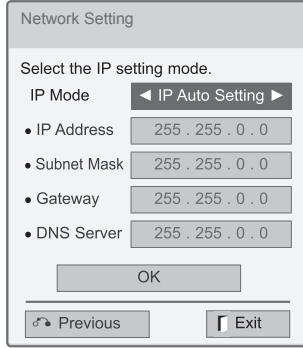 Network Setting
Select the IP setting mode.
IP Mode ◄ IP Auto Setting ►
• IP Address 255 . 255 . 0 . 0
• Subnet Mask 255 . 255 . 0 . 0
• Gateway 255 . 255 . 0 . 0
• DNS Server 255 . 255 . 0 . 0
OK
Previous Exit